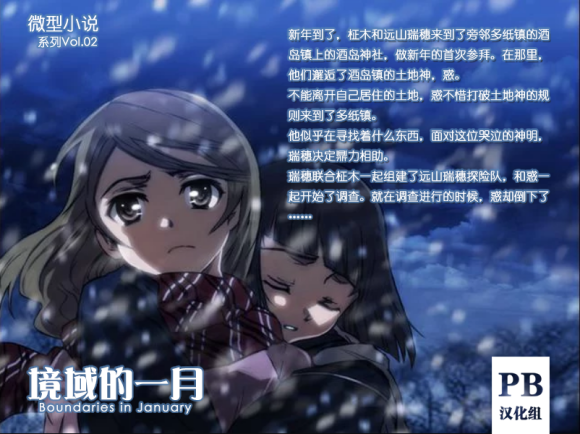 微型小说
系列Vol.02
新年到了，柾木和远山瑞穗来到了旁邻多纸镇的酒
岛镇上的酒岛神社，做新年的首次参拜。在那里，
他们邂逅了酒岛镇的土地神，惑。
不能离开自己居住的土地，惑不惜打破土地神的规
则来到了多纸镇。
他似乎在寻找着什么东西，面对这位哭泣的神明，
瑞穗决定鼎力相助。
瑞穗联合柾木一起组建了远山瑞穗探险队，和惑一
起开始了调查。就在调查进行的时候，惑却倒下了
……
境域的一月
Boundaries in January
PB
汉化组